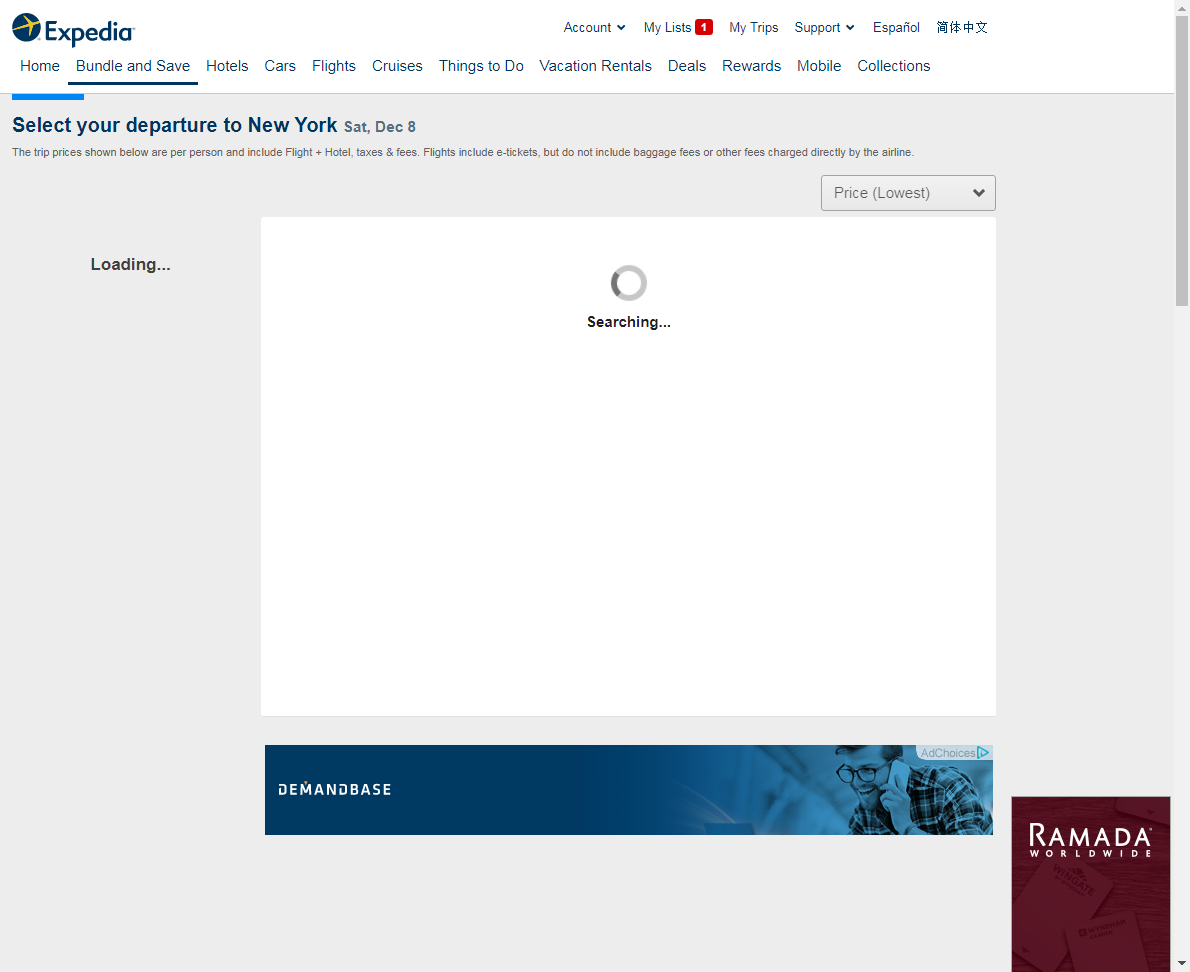 Expedia
Account My Lists 1 My Trips Support Español 简体中文
Home Bundle and Save Hotels Cars Flights Cruises Things to Do Vacation Rentals Deals Rewards Mobile Collections
Select your departure to New York Sat, Dec 8
The trip prices shown below are per person and include Flight + Hotel, taxes & fees. Flights include e-tickets, but do not include baggage fees or other fees charged directly by the airline.
Price (Lowest)
Loading...
Searching...
AdChoices
DEMANDBASE
RAMADA
WORLDWIDE
WINGATE
WYNDHAM